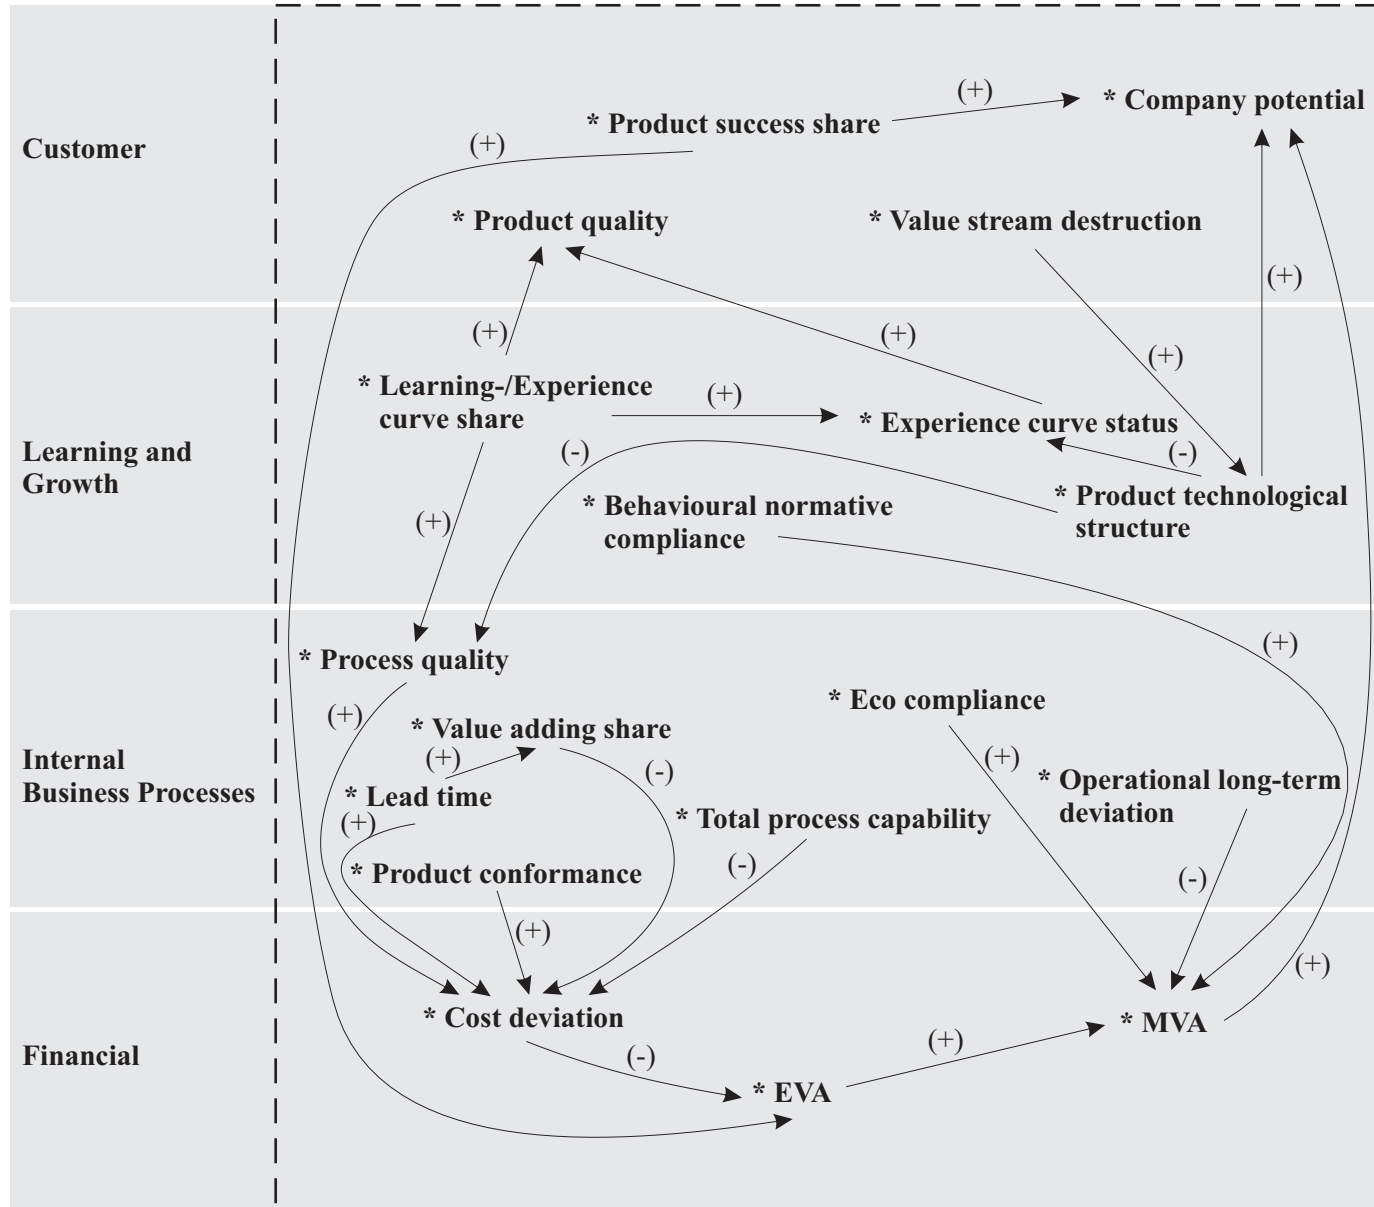 (+)
* Company potential
* Product success share
(+)
Customer
* Product quality
* Value stream destruction
(+)
(+)
(+)
(+)
* Learning-/Experience
curve share
(+)
* Experience curve status
(-)
(-)
Learning and
Growth
* Behavioural normative
compliance
* Product technological
structure
(+)
(+)
* Process quality
(+)
* Value adding share
* Eco compliance
(+)
(+)
(-)
Internal
Business Processes
* Lead time
* Operational long-term
deviation
(+)
* Total process capability
(-)
* Product conformance
(-)
(+)
(+)
* Cost deviation
* MVA
(+)
Financial
(-)
* EVA